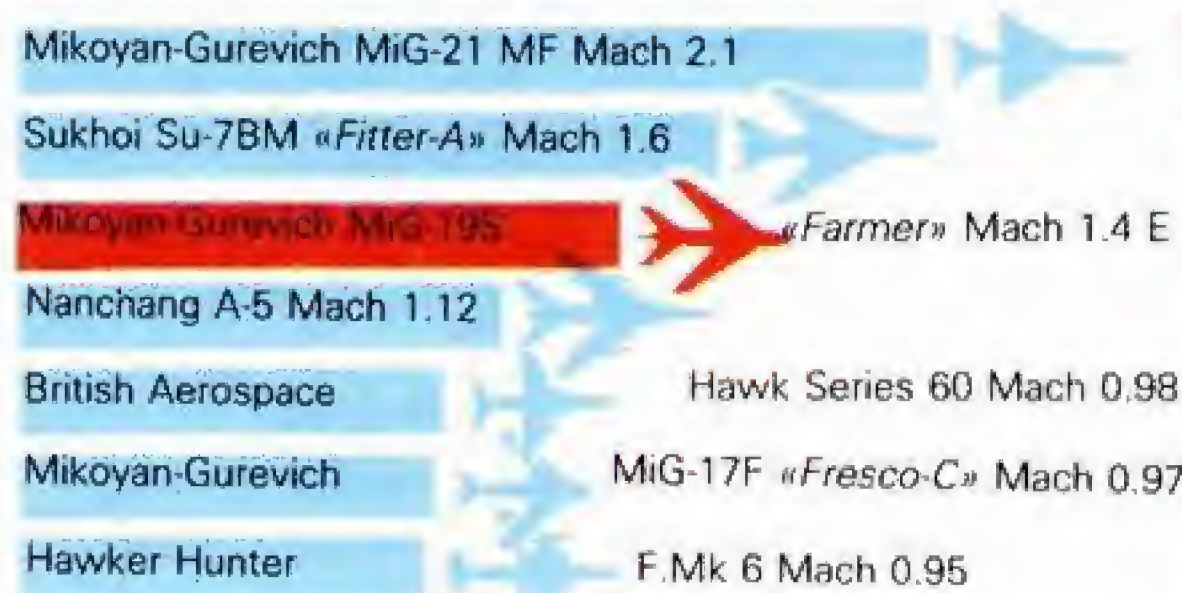 Mikoyan-Gurevich MiG-21 MF Mach 2.1
Sukhoi Su-7BM «Fitter-A» Mach 1.6
Mikoyan-Gurevich MiG-19S «Farmer» Mach 1.4 E
Nanchang A-5 Mach 1.12
British Aerospace Hawk Series 60 Mach 0.98
Mikoyan-Gurevich MiG-17F «Fresco-C» Mach 0.97
Hawker Hunter F.Mk 6 Mach 0.95